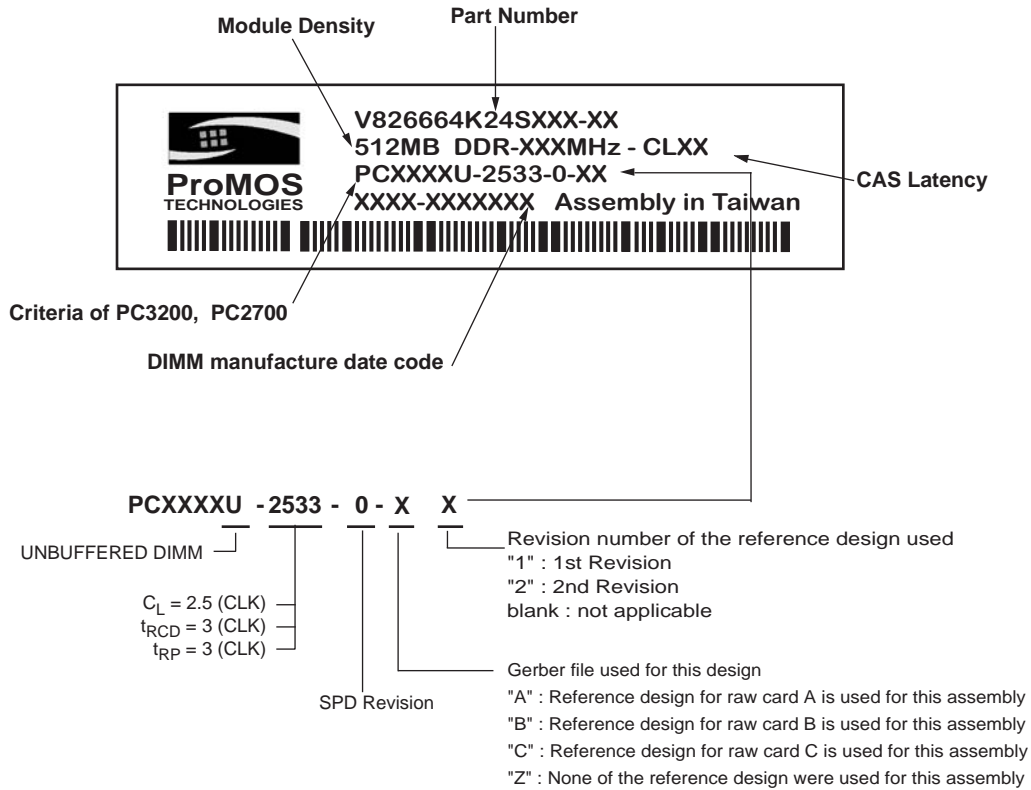 Module Density
Part Number
V826664K24SXXX-XX
512MB DDR-XXXMHz - CLXX
PCXXXXU-2533-0-XX
XXXX-XXXXXXX Assembly in Taiwan
ProMOS
TECHNOLOGIES
CAS Latency
Criteria of PC3200, PC2700
DIMM manufacture date code
PCXXXXU - 2533 - 0 - X X
UNBUFFERED DIMM
CL = 2.5 (CLK)
tRCD = 3 (CLK)
tRP = 3 (CLK)
SPD Revision
Revision number of the reference design used
"1" : 1st Revision
"2" : 2nd Revision
blank : not applicable
Gerber file used for this design
"A" : Reference design for raw card A is used for this assembly
"B" : Reference design for raw card B is used for this assembly
"C" : Reference design for raw card C is used for this assembly
"Z" : None of the reference design were used for this assembly